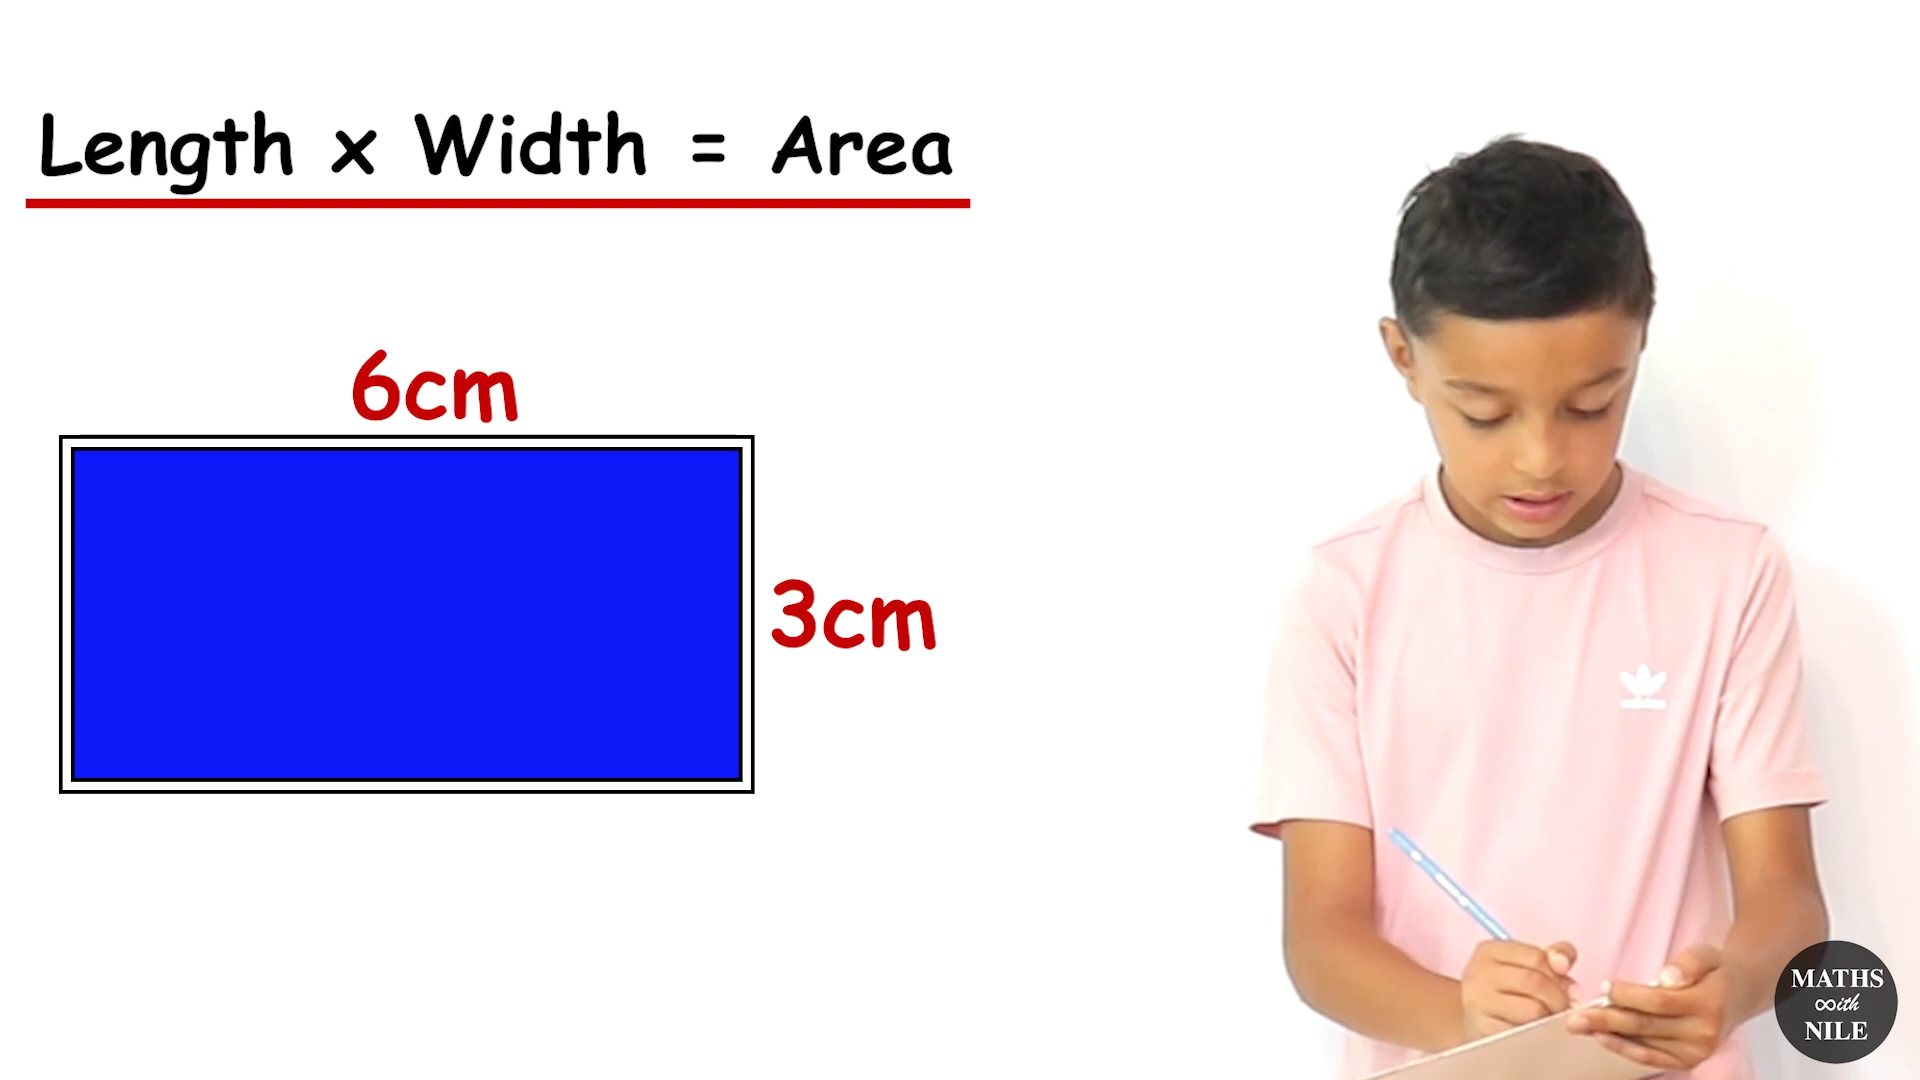 Length x Width = Area
6cm
3cm
MATHS
with
NILE